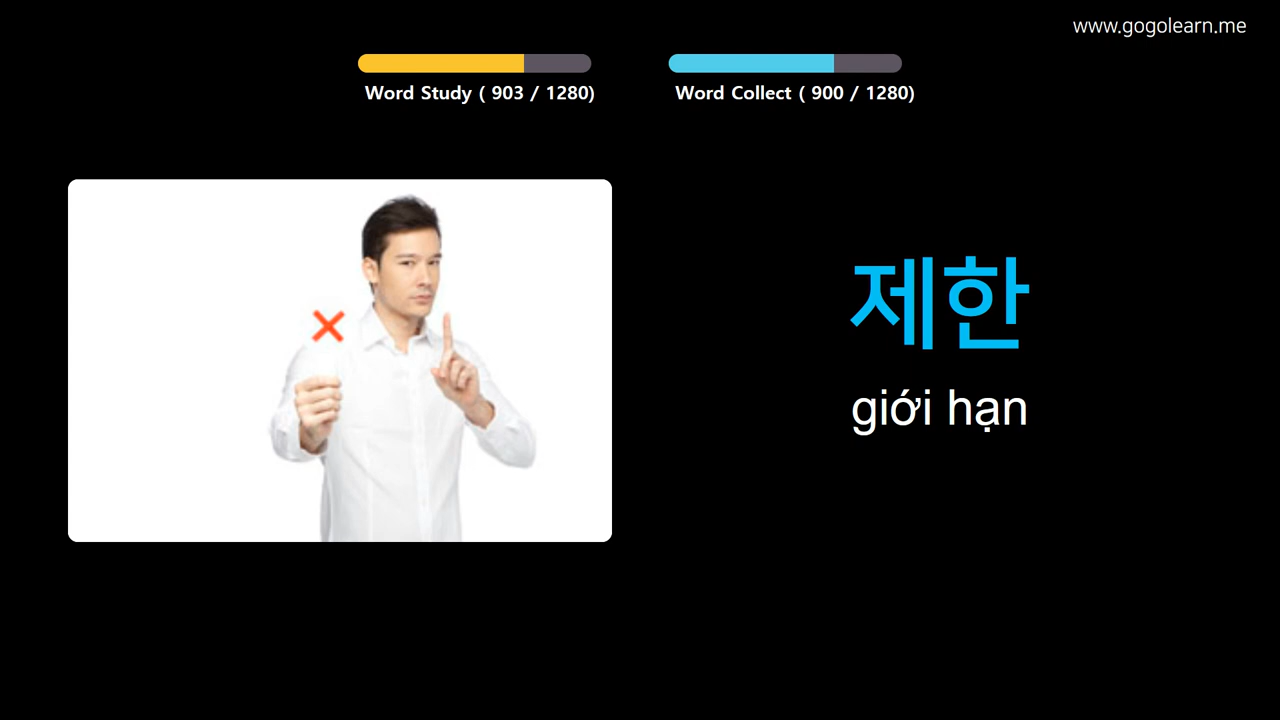 www.gogolearn.me
Word Study ( 903 / 1280)
Word Collect ( 900 / 1280)
제한
giới hạn